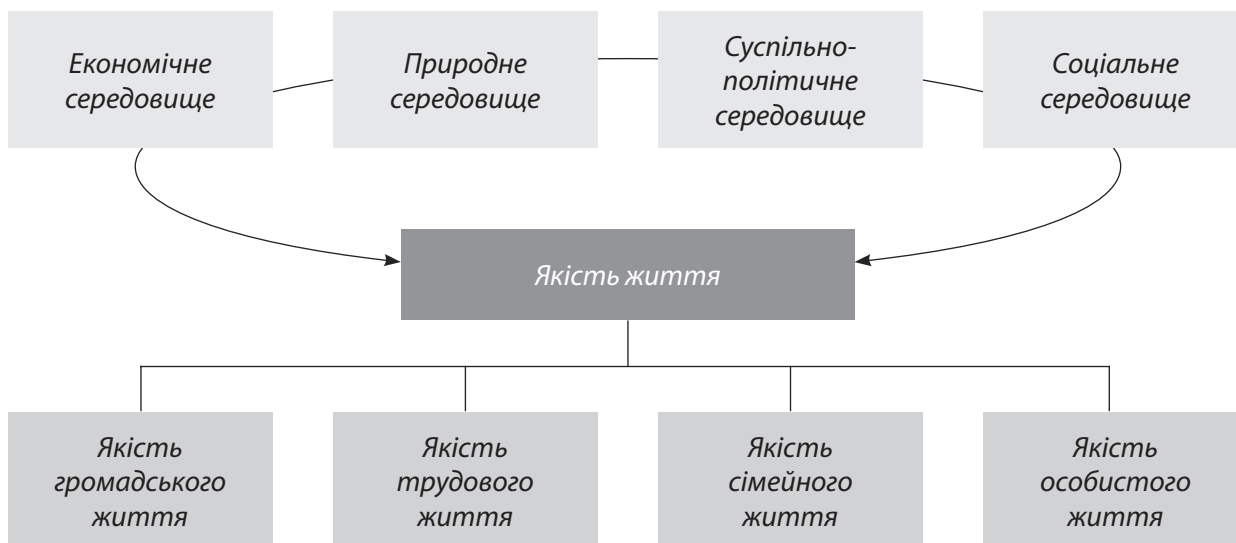 Економічне
середовище
Природне
середовище
Суспільно-
політичне
середовище
Соціальне
середовище
Якість життя
Якість
громадського
життя
Якість
трудового
життя
Якість
сімейного
життя
Якість
особистого
життя